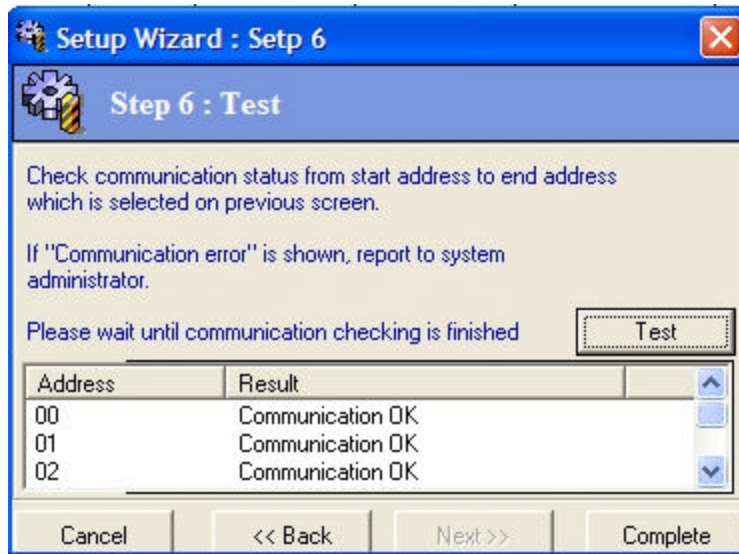 Setup Wizard : Setp 6
Step 6 : Test
Check communication status from start address to end address
which is selected on previous screen.
If "Communication error" is shown, report to system
administrator.
Please wait until communication checking is finished
Test
Address Result
00 Communication OK
01 Communication OK
02 Communication OK
Cancel << Back Next >> Complete